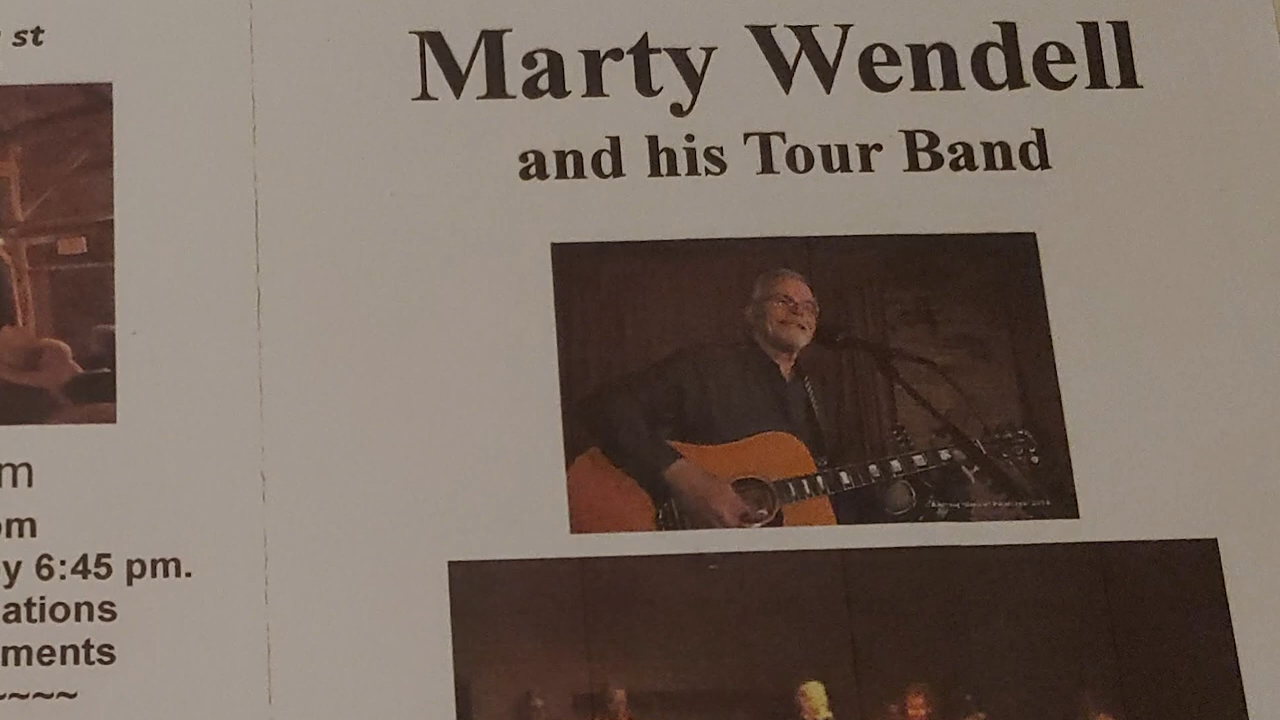 st
m
om
y 6:45 pm.
ations
ments
~~~~
Marty Wendell
and his Tour Band